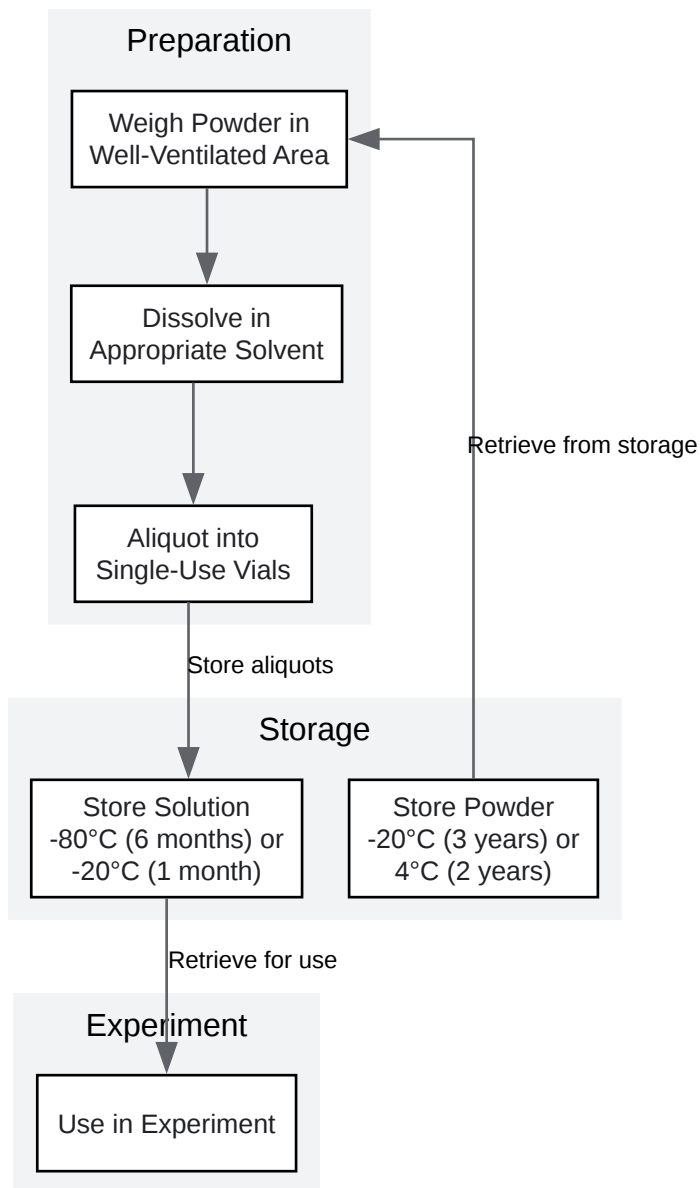 Preparation
Weigh Powder in
Well-Ventilated Area
Dissolve in
Appropriate Solvent
Retrieve from storage
Aliquot into
Single-Use Vials
Store aliquots
Storage
Store Solution
-80°C (6 months) or
-20°C (1 month)
Store Powder
-20°C (3 years) or
4°C (2 years)
Retrieve for use
Experiment
Use in Experiment